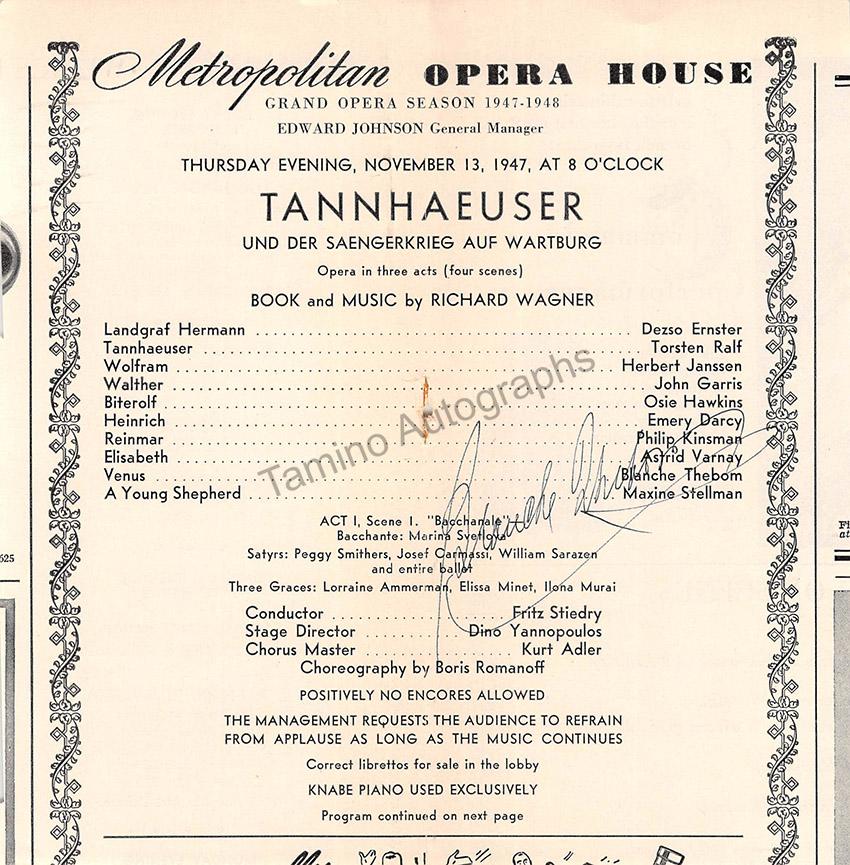 Metropolitan OPERA HOUSE
GRAND OPERA SEASON 1947-1948
EDWARD JOHNSON General Manager
THURSDAY EVENING, NOVEMBER 13, 1947, AT 8 O'CLOCK
TANNHAEUSER
UND DER SAENGERKRIEG AUF WARTBURG
Opera in three acts (four scenes)
BOOK and MUSIC by RICHARD WAGNER
Landgraf Hermann Dezso Ernster
Tannhaeuser Torsten Ralf
Wolfram Herbert Janssen
Walther John Garris
Biterolf Osie Hawkins
Heinrich Emery Darcy
Reinmar Philip Kinsman
Elisabeth Astrid Varnay
Venus Blanche Thebom
A Young Shepherd Maxine Stellman
Tamino Autographs
Blanche Thebom
ACT I, Scene I. "Bacchanale"
Bacchante: Marina Svetlova
Satyrs: Peggy Smithers, Josef Carmassi, William Sarazen
and entire ballet
Three Graces: Lorraine Ammerman, Elissa Minet, Ilona Murai
Conductor Fritz Stiedry
Stage Director Dino Yannopoulos
Chorus Master Kurt Adler
Choreography by Boris Romanoff
POSITIVELY NO ENCORES ALLOWED
THE MANAGEMENT REQUESTS THE AUDIENCE TO REFRAIN
FROM APPLAUSE AS LONG AS THE MUSIC CONTINUES
Correct librettos for sale in the lobby
KNABE PIANO USED EXCLUSIVELY
Program continued on next page
625